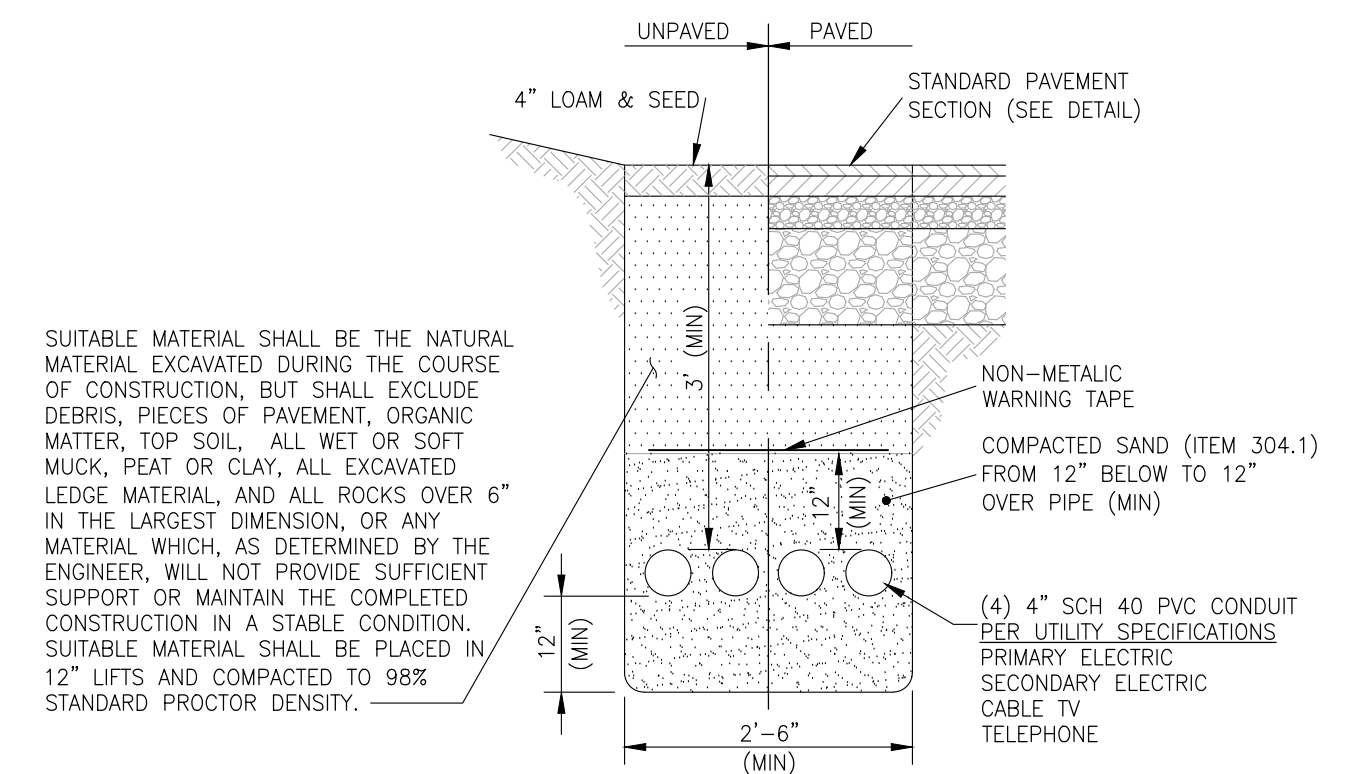 UNPAVED
PAVED
4” LOAM & SEED
STANDARD PAVEMENT
SECTION (SEE DETAIL)
3' (MIN)
SUITABLE MATERIAL SHALL BE THE NATURAL
MATERIAL EXCAVATED DURING THE COURSE
OF CONSTRUCTION, BUT SHALL EXCLUDE
DEBRIS, PIECES OF PAVEMENT, ORGANIC
MATTER, TOP SOIL, ALL WET OR SOFT
MUCK, PEAT OR CLAY, ALL EXCAVATED
LEDGE MATERIAL, AND ALL ROCKS OVER 6”
IN THE LARGEST DIMENSION, OR ANY
MATERIAL WHICH, AS DETERMINED BY THE
ENGINEER, WILL NOT PROVIDE SUFFICIENT
SUPPORT OR MAINTAIN THE COMPLETED
CONSTRUCTION IN A STABLE CONDITION.
SUITABLE MATERIAL SHALL BE PLACED IN
12” LIFTS AND COMPACTED TO 98%
STANDARD PROCTOR DENSITY.
NON-METALIC
WARNING TAPE
COMPACTED SAND (ITEM 304.1)
FROM 12” BELOW TO 12”
OVER PIPE (MIN)
12”
(MIN)
(4) 4” SCH 40 PVC CONDUIT
PER UTILITY SPECIFICATIONS
PRIMARY ELECTRIC
SECONDARY ELECTRIC
CABLE TV
TELEPHONE
12”
(MIN)
2'-6”
(MIN)